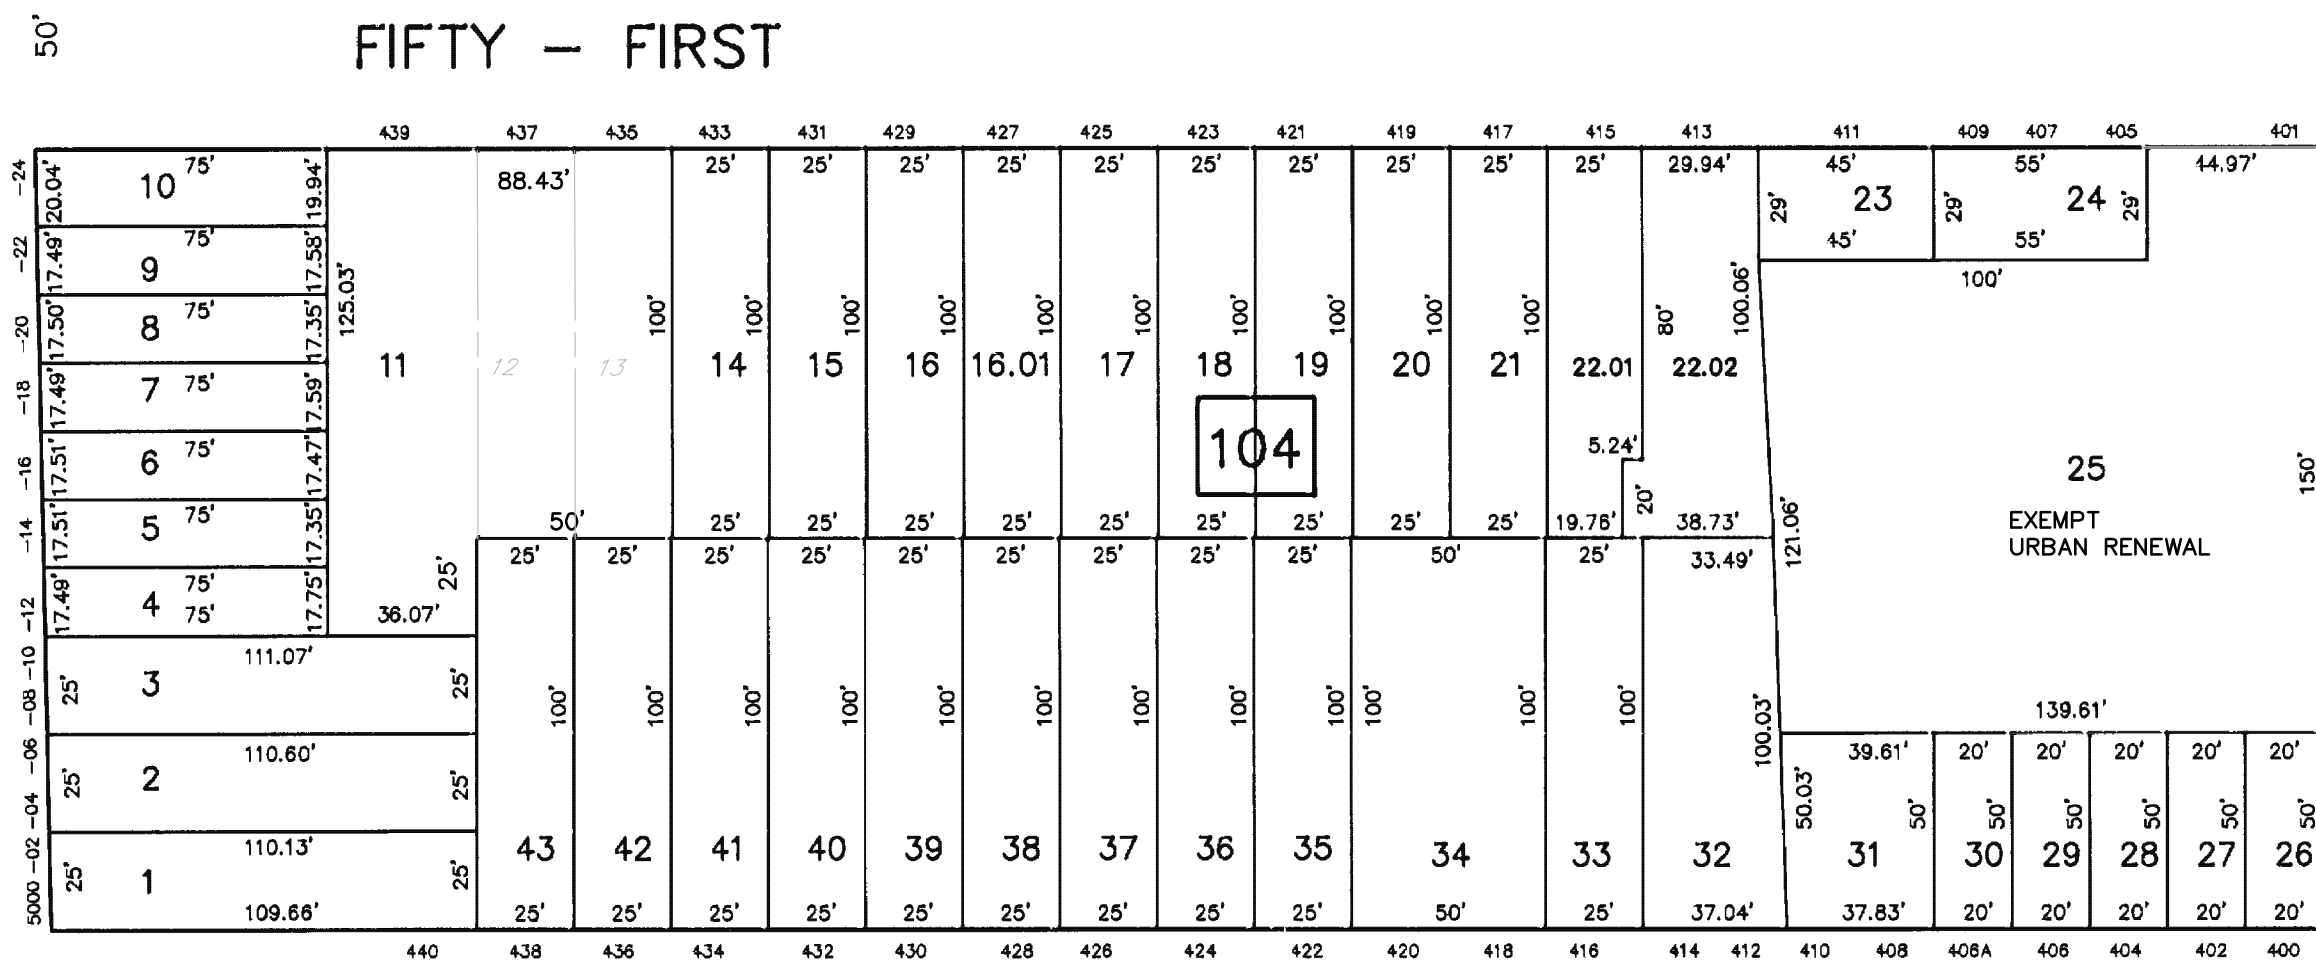 50'
FIFTY – FIRST
439 437 435 433 431 429 427 425 423 421 419 417 415 413 411 409 407 405 401
-24 20.04' 10 75' 19.94'
88.43'
25' 25' 25' 25' 25' 25' 25' 25' 25' 25' 29.94' 45' 55' 44.97'
29' 23 29' 24 29'
45' 55'
-22 17.49' 9 75' 17.58'
125.03'
100.06' 100'
-20 17.50' 8 75' 17.35'
100' 100' 100' 100' 100' 100' 100' 100' 100' 100' 80'
11 12 13 14 15 16 16.01 17 18 19 20 21 22.01 22.02
-18 17.49' 7 75' 17.59'
104
5.24'
-16 17.51' 6 75' 17.47'
25 150'
20'
-14 17.51' 5 75' 17.35'
50' 25' 25' 25' 25' 25' 25' 25' 25' 25' 19.76' 38.73'
EXEMPT
URBAN RENEWAL
121.06'
25' 25' 25' 25' 25' 25' 25' 25' 25' 50' 25' 33.49'
25'
-12 17.49' 4 75' 17.75'
75'
36.07'
-10 111.07'
-08 25' 3 25'
100' 100' 100' 100' 100' 100' 100' 100' 100' 100' 100' 100' 100.03'
139.61'
-06 110.60'
39.61' 20' 20' 20' 20' 20'
25' 2 25'
-04
50.03' 50' 50' 50' 50' 50' 50'
-02 110.13'
5000 25' 1 25'
43 42 41 40 39 38 37 36 35 34 33 32 31 30 29 28 27 26
109.66' 25' 25' 25' 25' 25' 25' 25' 25' 25' 50' 25' 37.04' 37.83' 20' 20' 20' 20' 20'
440 438 436 434 432 430 428 426 424 422 420 418 416 414 412 410 408 406A 406 404 402 400